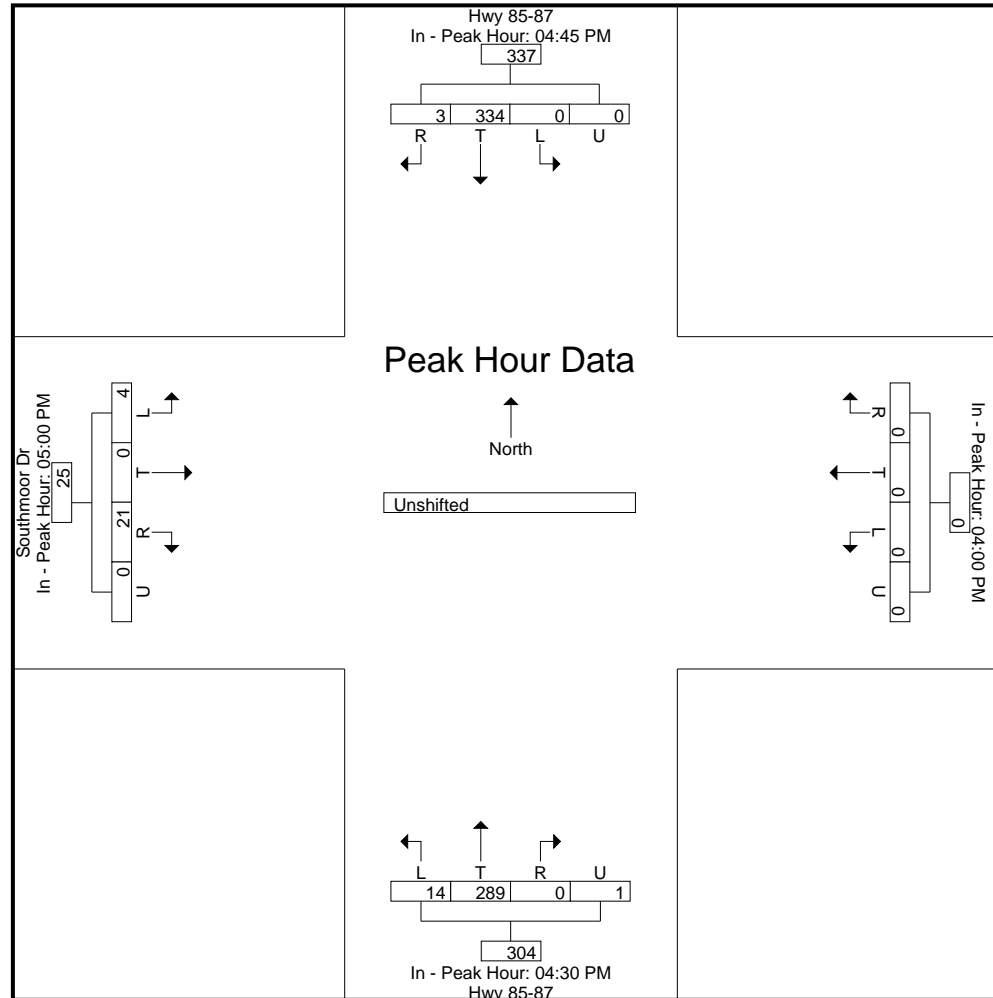 Hwy 85-87
In - Peak Hour: 04:45 PM
337
3 334 0 0
R T L U
Peak Hour Data
North
Unshifted
Southmoor Dr
In - Peak Hour: 05:00 PM
25
4 0 21 0
L T R U
R T L U
0 0 0 0
0
In - Peak Hour: 04:00 PM
L T R U
14 289 0 1
304
In - Peak Hour: 04:30 PM
Hwy 85-87